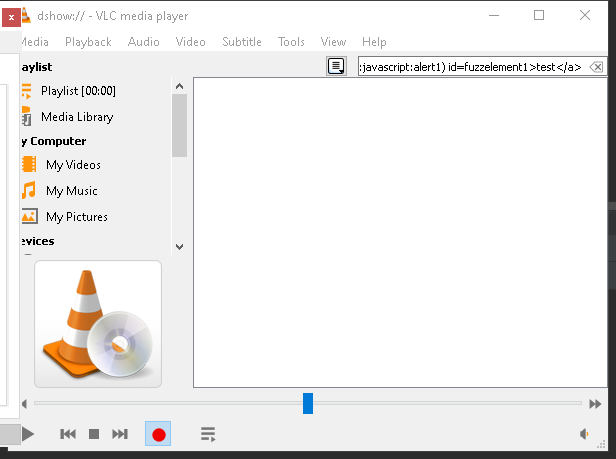 x
dshow:// - VLC media player
Media Playback Audio Video Subtitle Tools View Help
aylist
:javascript:alert1) id=fuzzelement1>test</a>
Playlist [00:00]
Media Library
y Computer
My Videos
My Music
My Pictures
evices